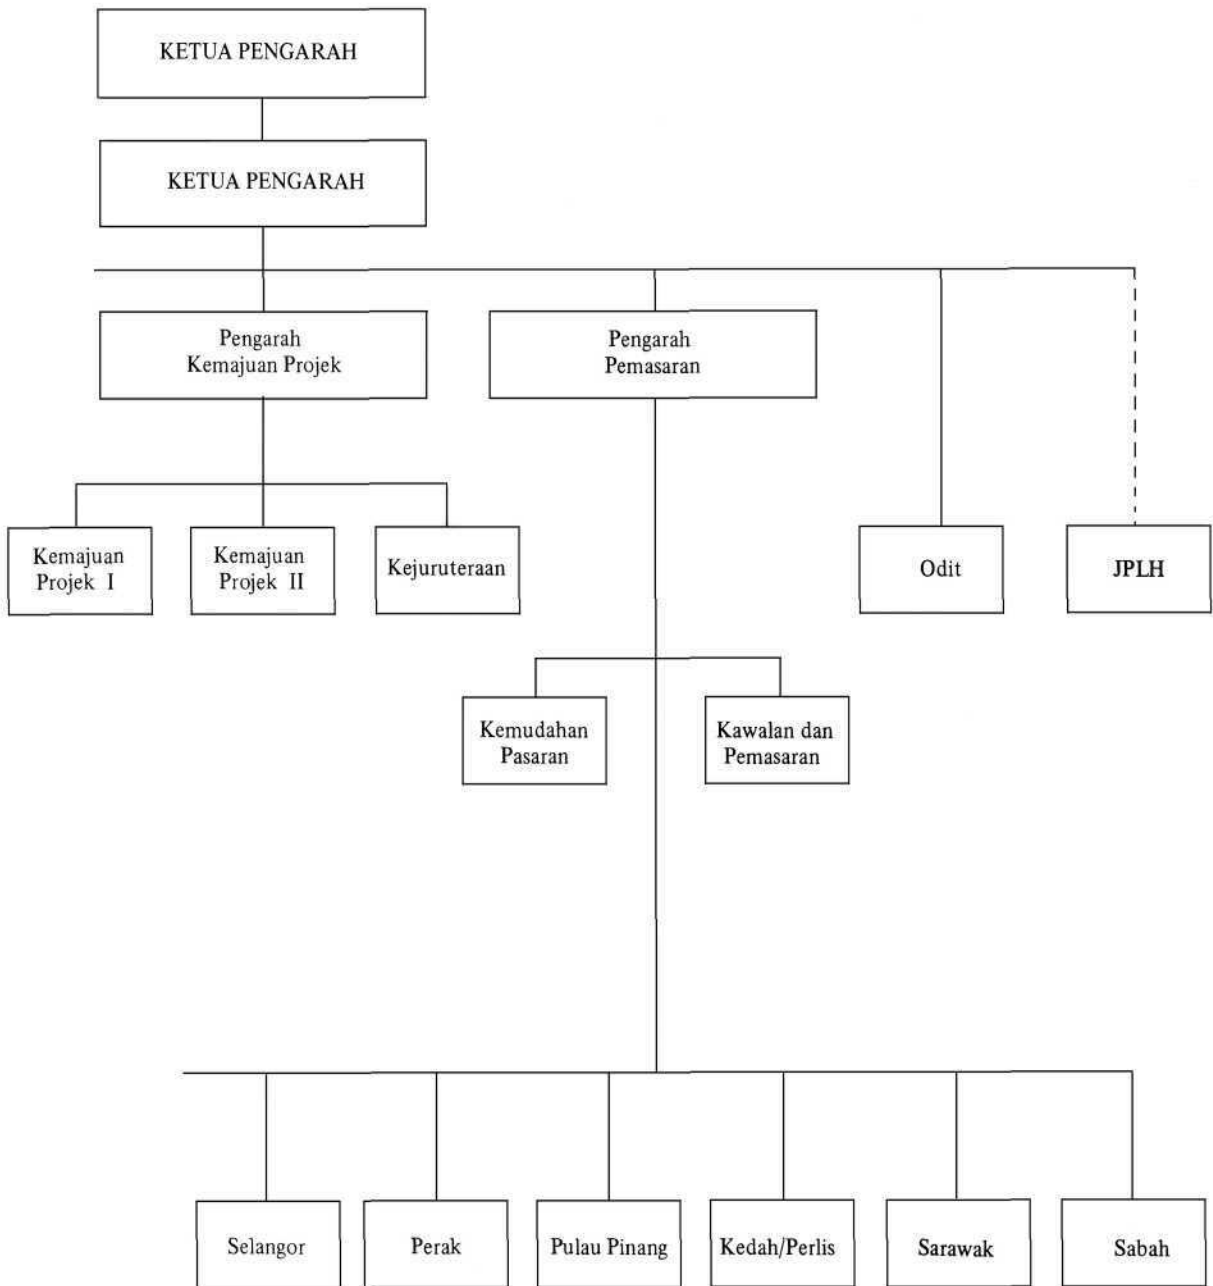 KETUA PENGARAH
KETUA PENGARAH
Pengarah
Kemajuan Projek
Pengarah
Pemasaran
Kemajuan
Projek I
Kemajuan
Projek II
Kejuruteraan
Odit
JPLH
Kemudahan
Pasaran
Kawalan dan
Pemasaran
Selangor
Perak
Pulau Pinang
Kedah/Perlis
Sarawak
Sabah